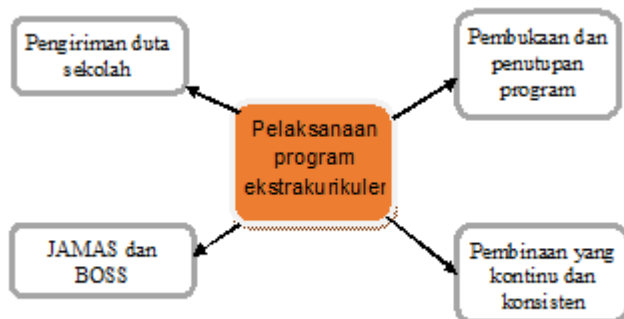 Pengiriman duta
sekolah
Pembukaan dan
penutupan
program
Pelaksanaan
program
ekstrakurikuler
JAMAS dan
BOSS
Pembinaan yang
kontinu dan
konsisten